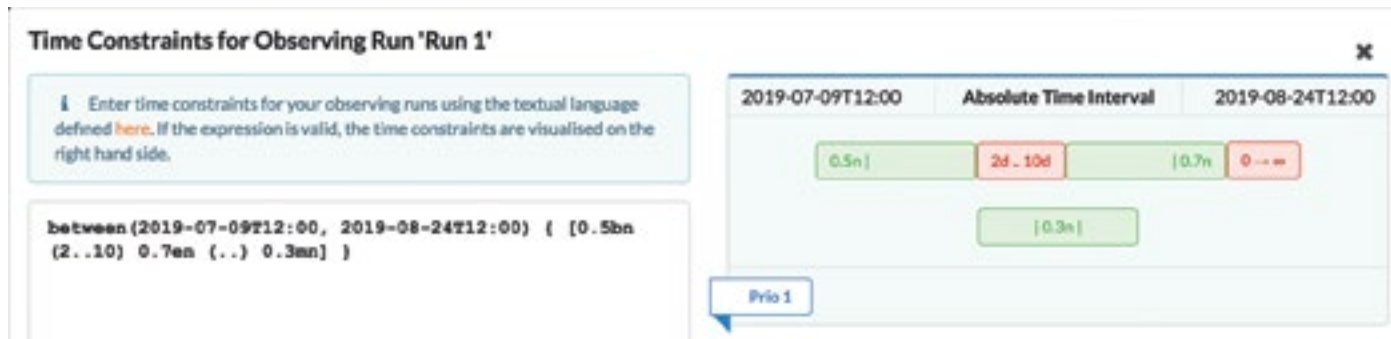 Time Constraints for Observing Run 'Run 1'
✖
i Enter time constraints for your observing runs using the textual language
defined here. If the expression is valid, the time constraints are visualised on the
right hand side.
between(2019-07-09T12:00, 2019-08-24T12:00) { [0.5bn
(2..10) 0.7en (..) 0.3mn] }
2019-07-09T12:00 Absolute Time Interval 2019-08-24T12:00
0.5n| 2d .. 10d |0.7n 0 → ∞
|0.3n|
Prio 1